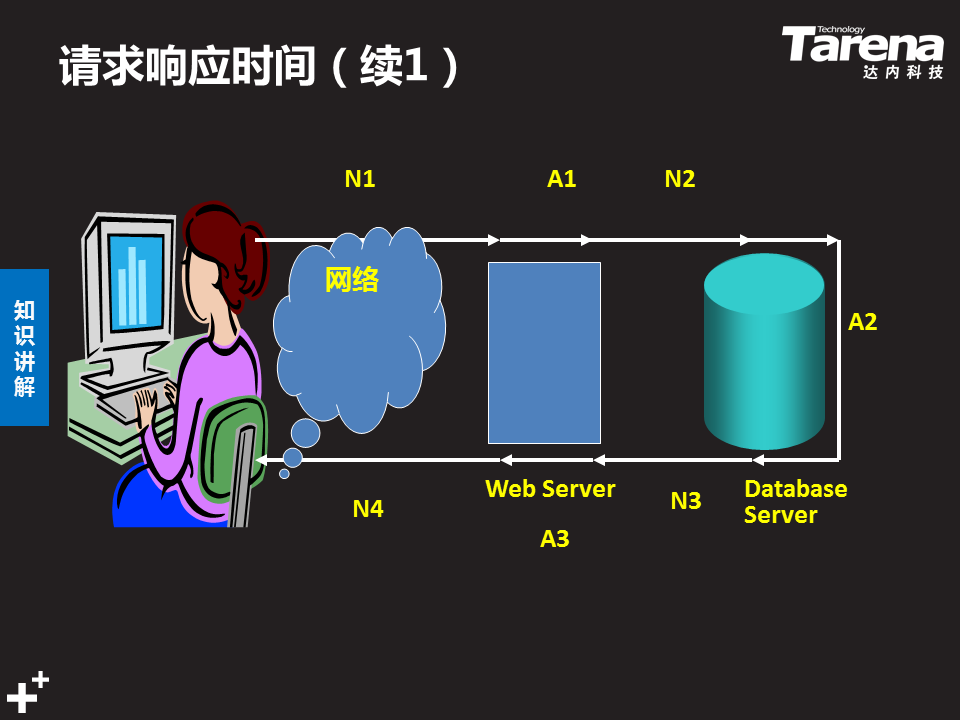 请求响应时间（续1）
Technology
Tarena
达内科技
N1
A1
N2
网络
知识讲解
A2
Web Server
Database
Server
N3
N4
A3